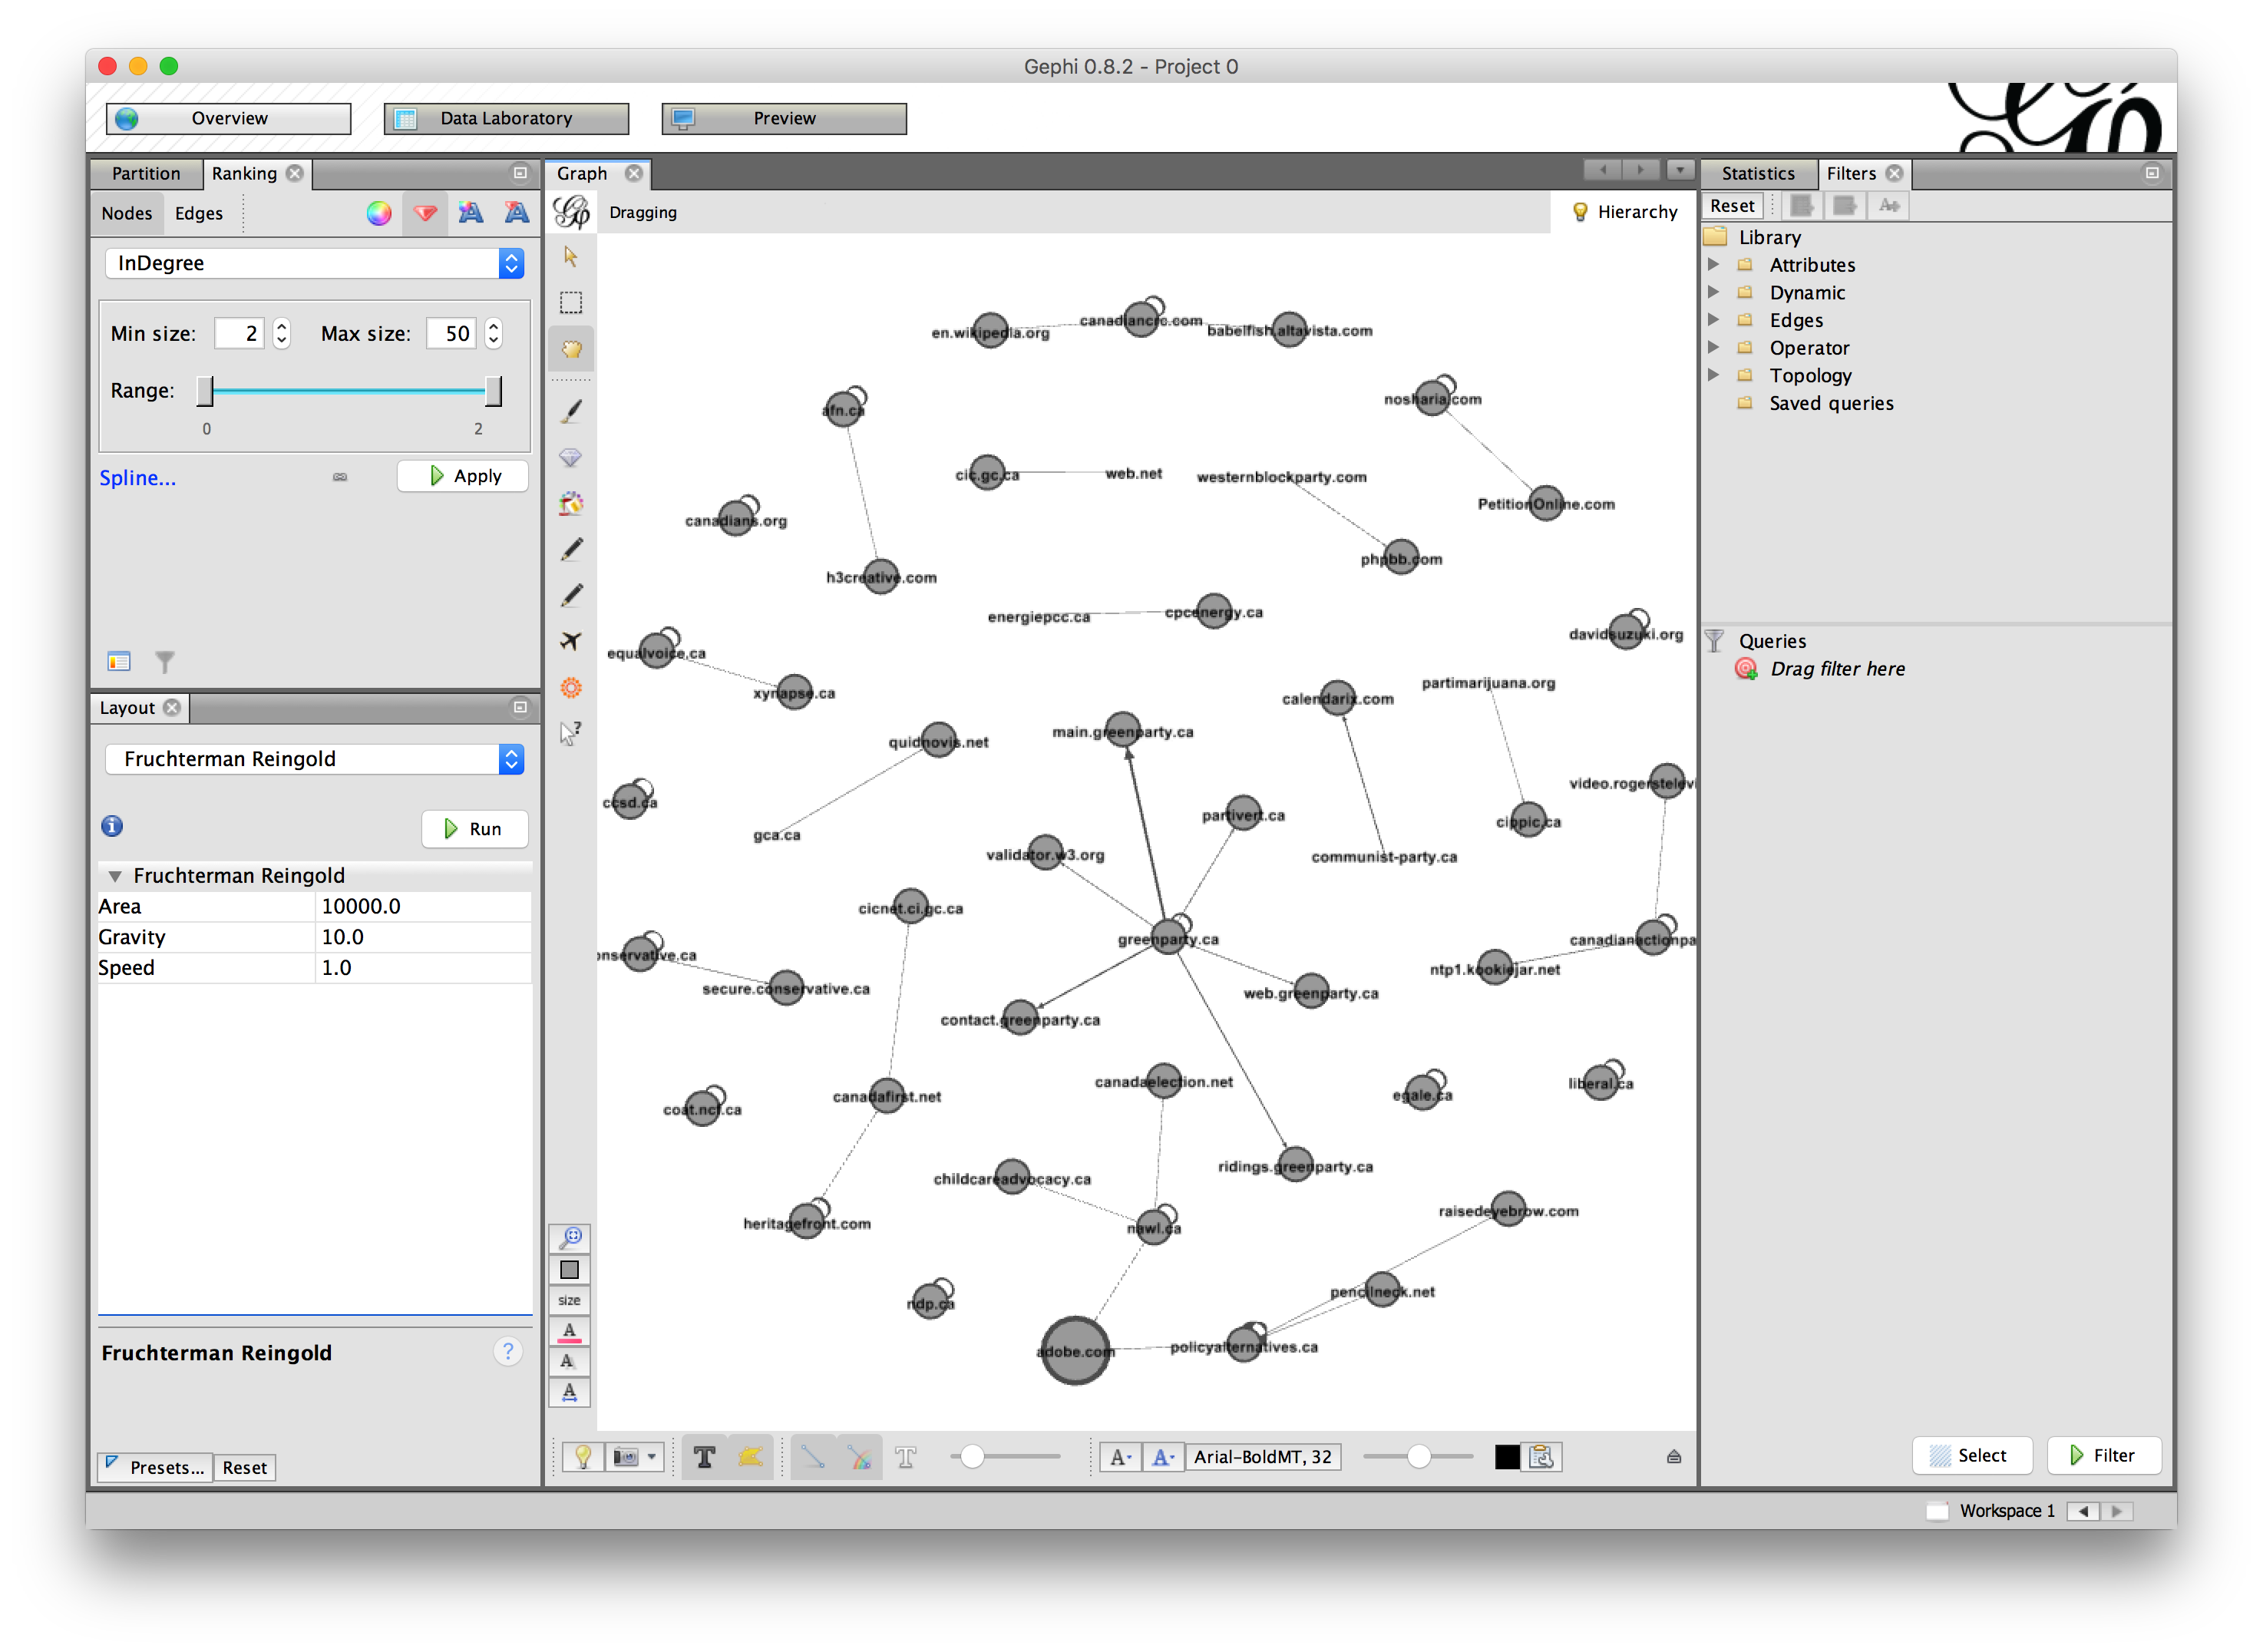 Gephi 0.8.2 - Project 0
Overview
Data Laboratory
Preview
Partition
Ranking
Nodes
Edges
InDegree
Min size: 2
Max size: 50
Range:
0
2
Spline...
Apply
Layout
Fruchterman Reingold
Run
Fruchterman Reingold
Area 10000.0
Gravity 10.0
Speed 1.0
Fruchterman Reingold
?
Presets...
Reset
Graph
Dragging
Hierarchy
canadiancrc.com
en.wikipedia.org
babelfish.altavista.com
nosharia.com
afn.ca
cic.gc.ca
web.net
westernblockparty.com
PetitionOnline.com
canadians.org
phpbb.com
h3creative.com
energiepcc.ca
cpcenergy.ca
davidsuzuki.org
equalvoice.ca
partimarijuana.org
xynapse.ca
calendarix.com
main.greenparty.ca
quidnovis.net
video.rogerstelevi
ccsd.ca
partivert.ca
cippic.ca
gca.ca
validator.w3.org
communist-party.ca
cicnet.ci.gc.ca
greenparty.ca
canadianactionpa
onservative.ca
ntp1.kookiejar.net
secure.conservative.ca
web.greenparty.ca
contact.greenparty.ca
canadaelection.net
liberal.ca
egale.ca
canadafirst.net
coat.ncf.ca
ridings.greenparty.ca
childcareadvocacy.ca
raisedeyebrow.com
heritagefront.com
nawl.ca
pencilneck.net
ndp.ca
policyalternatives.ca
adobe.com
size
A
A
A
T
T
A
A
Arial-BoldMT, 32
Statistics
Filters
Reset
Library
Attributes
Dynamic
Edges
Operator
Topology
Saved queries
Queries
Drag filter here
Select
Filter
Workspace 1